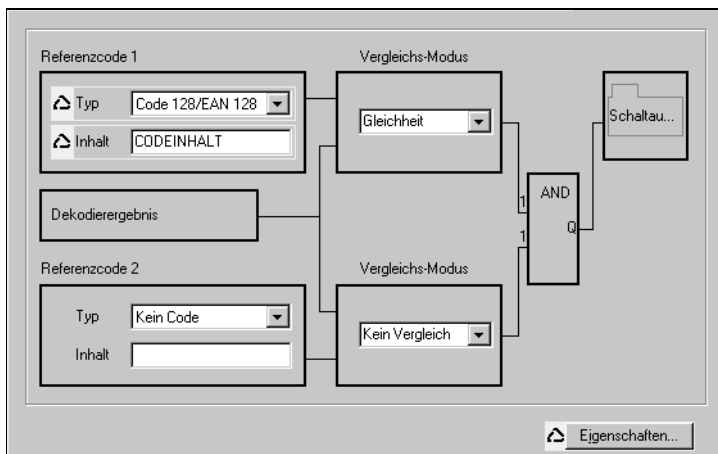 Referenzcode 1
Vergleichs-Modus
Typ Code 128/EAN 128
Inhalt CODEINHALT
Gleichheit
Schaltau...
Dekodierergebnis
1
AND
1
Q
Referenzcode 2
Vergleichs-Modus
Typ Kein Code
Inhalt
Kein Vergleich
Eigenschaften...